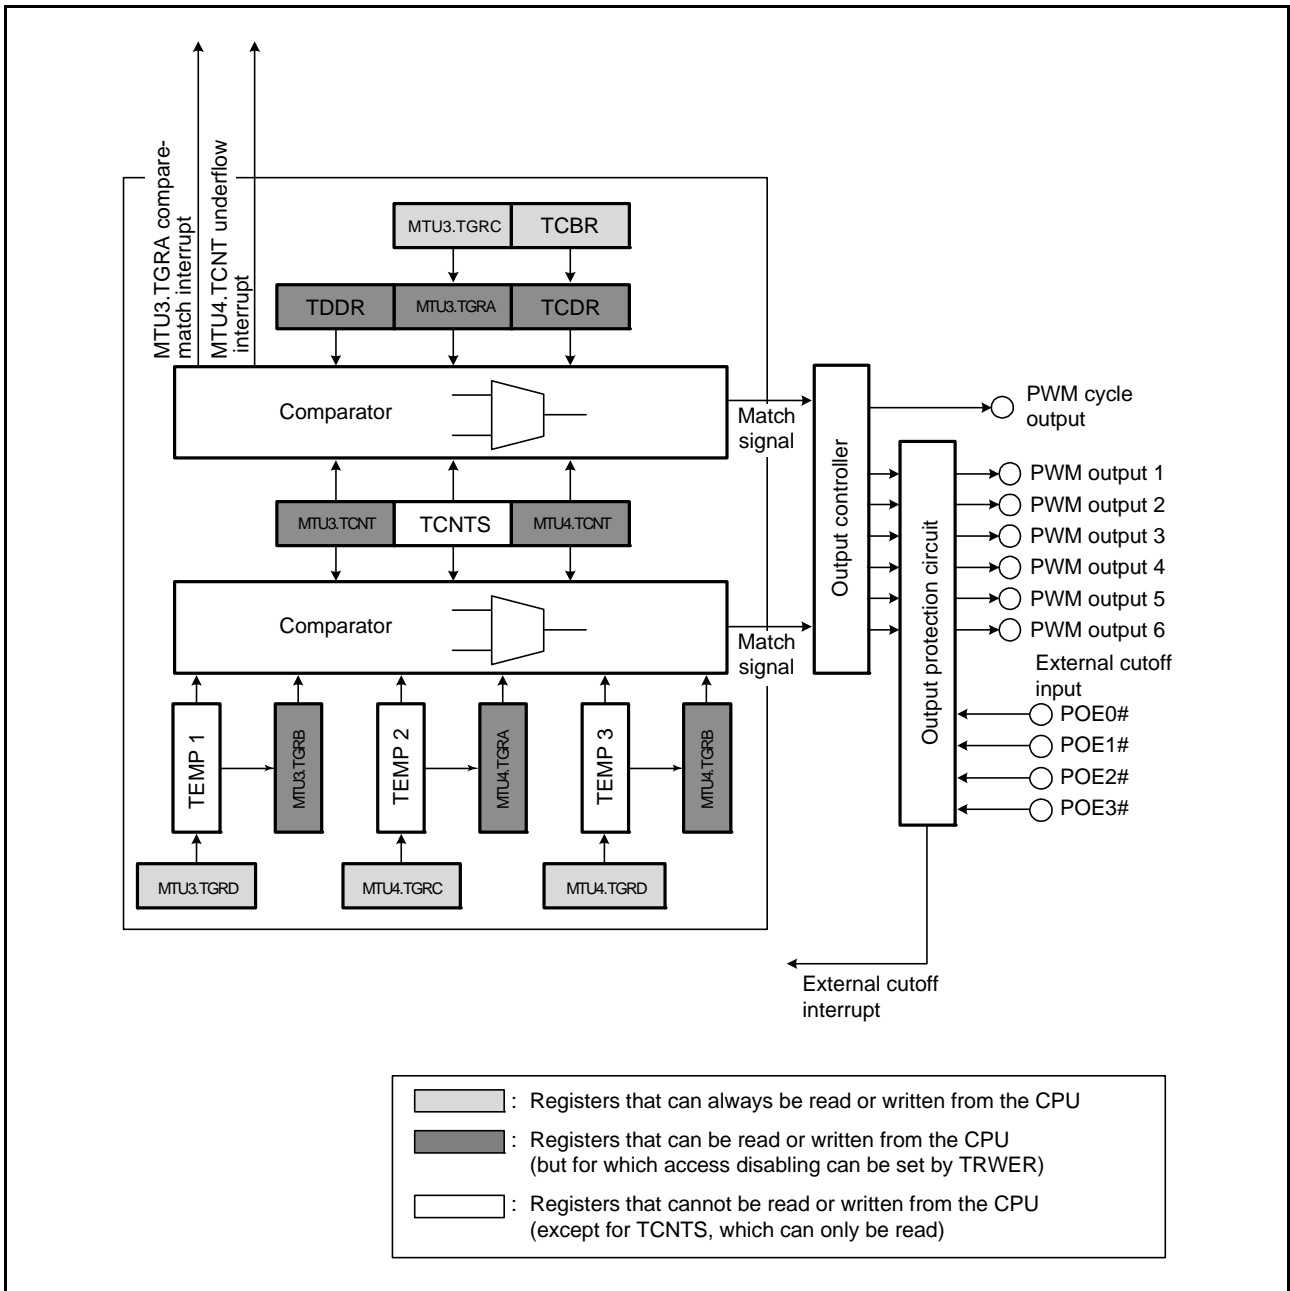 MTU3.TGRA compare-
match interrupt
MTU4.TCNT underflow
interrupt
MTU3.TGRC
TCBR
TDDR
MTU3.TGRA
TCDR
Comparator
Match
signal
MTU3.TCNT
TCNTS
MTU4.TCNT
Comparator
Match
signal
TEMP 1
MTU3.TGRB
TEMP 2
MTU4.TGRA
TEMP 3
MTU4.TGRB
MTU3.TGRD
MTU4.TGRC
MTU4.TGRD
Output controller
Output protection circuit
PWM cycle
output
PWM output 1
PWM output 2
PWM output 3
PWM output 4
PWM output 5
PWM output 6
External cutoff
input
POE0#
POE1#
POE2#
POE3#
External cutoff
interrupt
: Registers that can always be read or written from the CPU
: Registers that can be read or written from the CPU
(but for which access disabling can be set by TRWER)
: Registers that cannot be read or written from the CPU
(except for TCNTS, which can only be read)